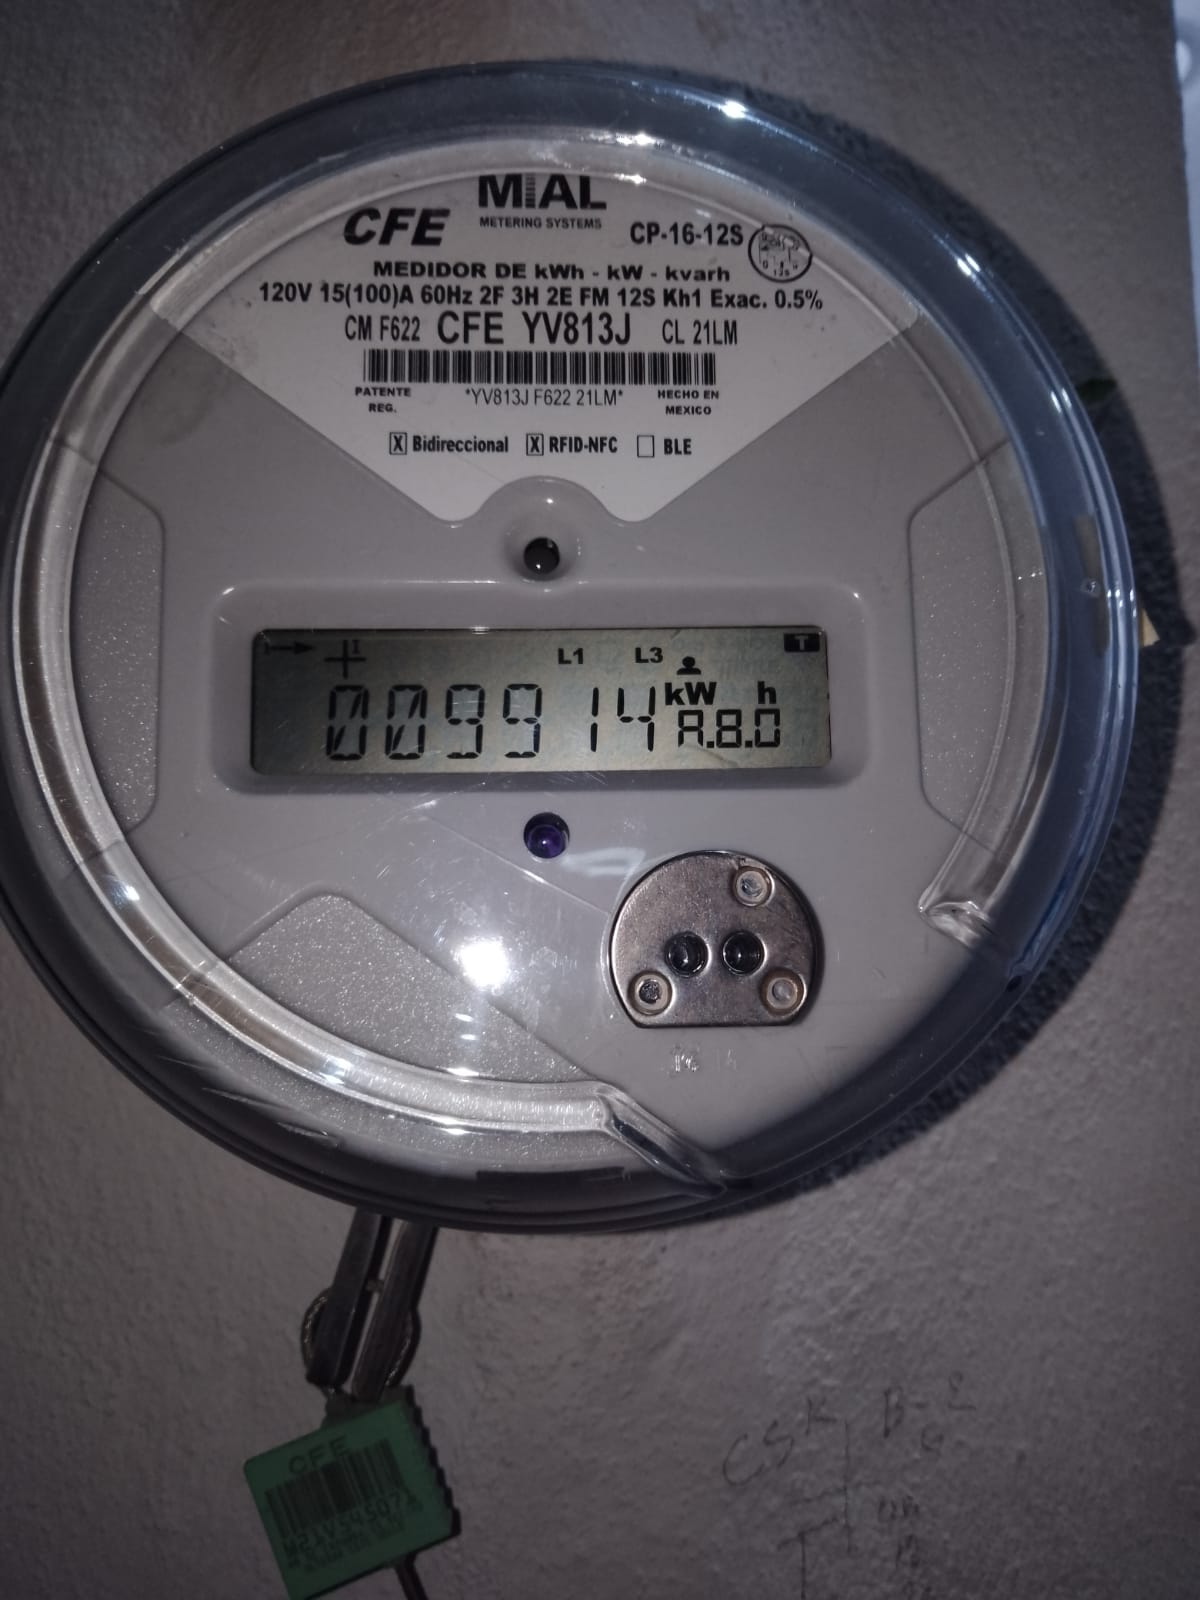 MIAL
METERING SYSTEMS
CFE
CP-16-12S
MEDIDOR DE kWh - kW - kvarh
120V 15(100)A 60Hz 2F 3H 2E FM 12S Kh1 Exac. 0.5%
CM F622 CFE YV813J CL 21LM
PATENTE REG.
*YV813J F622 21LM*
HECHO EN MEXICO
X Bidireccional X RFID-NFC BLE
L1 L3 T
009914 kW h
A.8.0
CFE